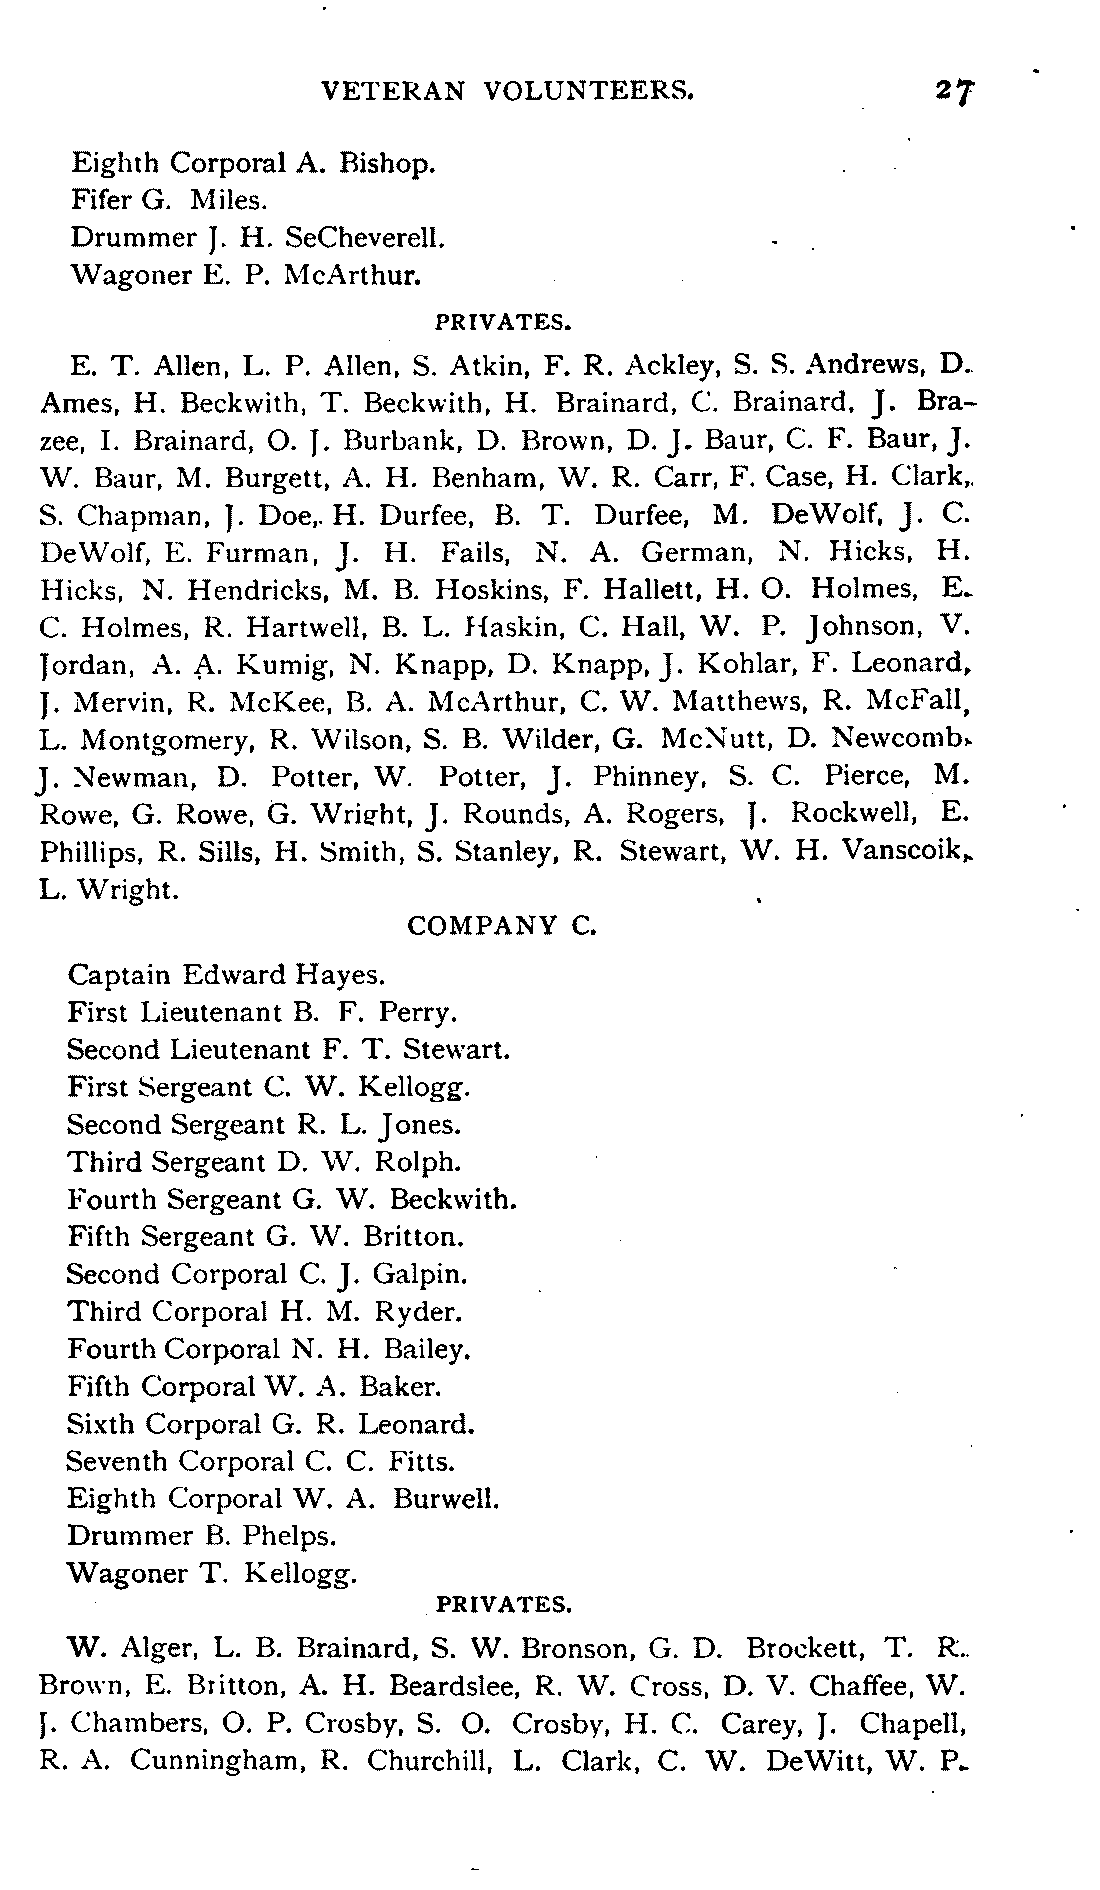 VETERAN VOLUNTEERS. 27
Eighth Corporal A. Bishop.
Fifer G. Miles.
Drummer J. H. SeCheverell.
Wagoner E. P. McArthur.
PRIVATES.
E. T. Allen, L. P. Allen, S. Atkin, F. R. Ackley, S. S. Andrews, D.
Ames, H. Beckwith, T. Beckwith, H. Brainard, C. Brainard, J. Bra-
zee, I. Brainard, O. J. Burbank, D. Brown, D. J. Baur, C. F. Baur, J.
W. Baur, M. Burgett, A. H. Benham, W. R. Carr, F. Case, H. Clark,
S. Chapman, J. Doe, H. Durfee, B. T. Durfee, M. DeWolf, J. C.
DeWolf, E. Furman, J. H. Fails, N. A. German, N. Hicks, H.
Hicks, N. Hendricks, M. B. Hoskins, F. Hallett, H. O. Holmes, E.
C. Holmes, R. Hartwell, B. L. Haskin, C. Hall, W. P. Johnson, V.
Jordan, A. A. Kumig, N. Knapp, D. Knapp, J. Kohlar, F. Leonard,
J. Mervin, R. McKee, B. A. McArthur, C. W. Matthews, R. McFall,
L. Montgomery, R. Wilson, S. B. Wilder, G. McNutt, D. Newcomb,
J. Newman, D. Potter, W. Potter, J. Phinney, S. C. Pierce, M.
Rowe, G. Rowe, G. Wright, J. Rounds, A. Rogers, J. Rockwell, E.
Phillips, R. Sills, H. Smith, S. Stanley, R. Stewart, W. H. Vanscoik,
L. Wright.
COMPANY C.
Captain Edward Hayes.
First Lieutenant B. F. Perry.
Second Lieutenant F. T. Stewart.
First Sergeant C. W. Kellogg.
Second Sergeant R. L. Jones.
Third Sergeant D. W. Rolph.
Fourth Sergeant G. W. Beckwith.
Fifth Sergeant G. W. Britton.
Second Corporal C. J. Galpin.
Third Corporal H. M. Ryder.
Fourth Corporal N. H. Bailey.
Fifth Corporal W. A. Baker.
Sixth Corporal G. R. Leonard.
Seventh Corporal C. C. Fitts.
Eighth Corporal W. A. Burwell.
Drummer B. Phelps.
Wagoner T. Kellogg.
PRIVATES.
W. Alger, L. B. Brainard, S. W. Bronson, G. D. Brockett, T. R.
Brown, E. Britton, A. H. Beardslee, R. W. Cross, D. V. Chaffee, W.
J. Chambers, O. P. Crosby, S. O. Crosby, H. C. Carey, J. Chapell,
R. A. Cunningham, R. Churchill, L. Clark, C. W. DeWitt, W. P.